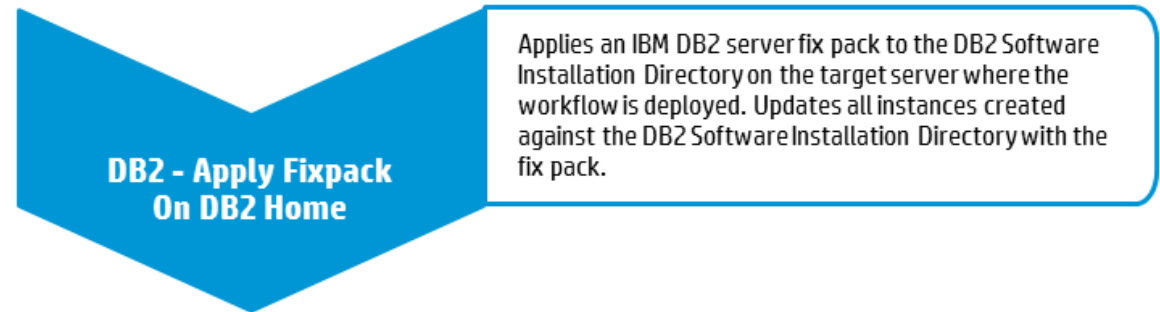 DB2 - Apply Fixpack
On DB2 Home
Applies an IBM DB2 server fix pack to the DB2 Software
Installation Directory on the target server where the
workflow is deployed. Updates all instances created
against the DB2 Software Installation Directory with the
fix pack.